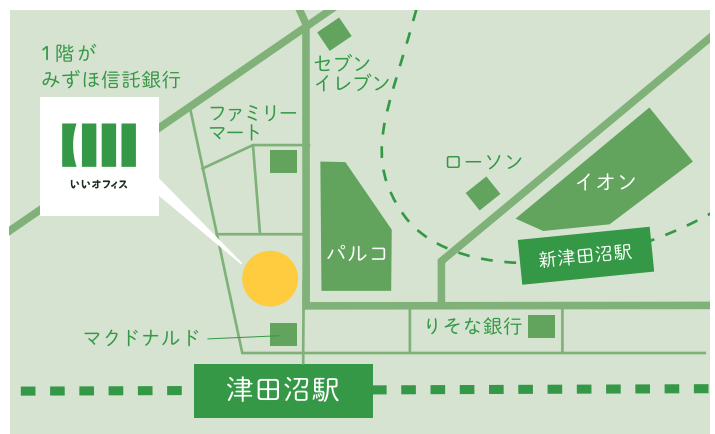 1階が
みずほ信託銀行
いいオフィス
セブン
イレブン
ファミリー
マート
ローソン
イオン
パルコ
新津田沼駅
マクドナルド
りそな銀行
津田沼駅